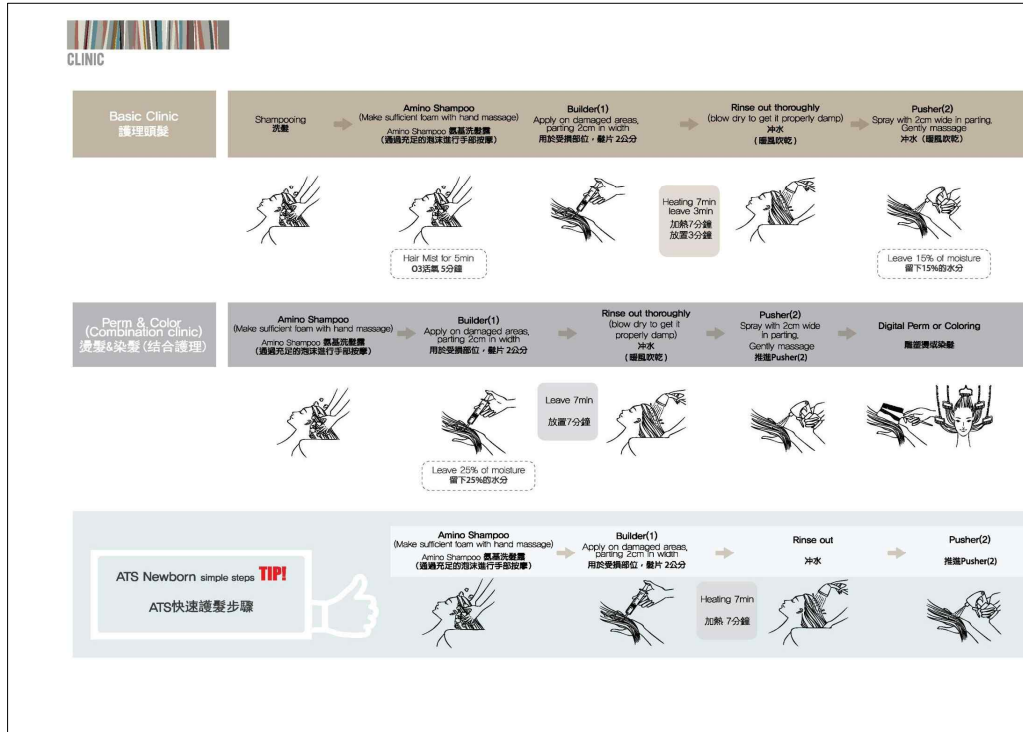 CLINIC
Basic Clinic
護理頭髮
Shampooing
洗髮
Amino Shampoo
(Make sufficient foam with hand massage)
Amino Shampoo 氨基洗髮露
(通過充足的泡沫進行手部按摩)
Builder(1)
Apply on damaged areas,
parting 2cm in width
用於受損部位，髮片 2公分
Rinse out thoroughly
(blow dry to get it properly damp)
冲水
(暖風吹乾)
Pusher(2)
Spray with 2cm wide in parting,
Gently massage
冲水（暖風吹乾）
Hair Mist for 5min
O3活氧 5分鐘
Heating 7min
leave 3min
加熱7分鐘
放置3分鐘
Leave 15% of moisture
留下15%的水分
Perm & Color
(Combination clinic)
燙髮&染髮(结合護理)
Amino Shampoo
(Make sufficient foam with hand massage)
Amino Shampoo 氨基洗髮露
(通過充足的泡沫進行手部按摩)
Builder(1)
Apply on damaged areas,
parting 2cm in width
用於受損部位，髮片 2公分
Rinse out thoroughly
(blow dry to get it
properly damp)
冲水
(暖風吹乾)
Pusher(2)
Spray with 2cm wide
in parting,
Gently massage
推進Pusher(2)
Digital Perm or Coloring
燙或染髮
Leave 25% of moisture
留下25%的水分
Leave 7min
放置7分鐘
ATS Newborn simple steps TIP!
ATS快速護髮步驟
Amino Shampoo
(Make sufficient foam with hand massage)
Amino Shampoo 氨基洗髮露
(通過充足的泡沫進行手部按摩)
Builder(1)
Apply on damaged areas,
parting 2cm in width
用於受損部位，髮片 2公分
Rinse out
冲水
Pusher(2)
推進Pusher(2)
Heating 7min
加熱 7分鐘